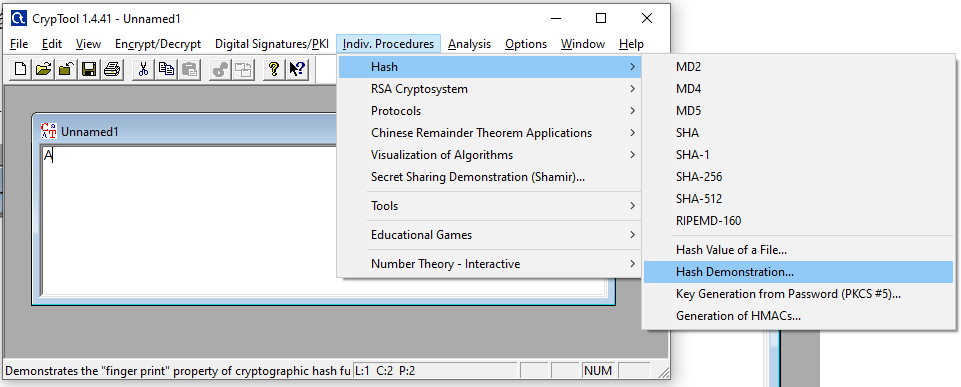 CrypTool 1.4.41 - Unnamed1
File Edit View Encrypt/Decrypt Digital Signatures/PKI Indiv. Procedures Analysis Options Window Help
Unnamed1
A
Hash
RSA Cryptosystem
Protocols
Chinese Remainder Theorem Applications
Visualization of Algorithms
Secret Sharing Demonstration (Shamir)...
Tools
Educational Games
Number Theory - Interactive
MD2
MD4
MD5
SHA
SHA-1
SHA-256
SHA-512
RIPEMD-160
Hash Value of a File...
Hash Demonstration...
Key Generation from Password (PKCS #5)...
Generation of HMACs...
Demonstrates the "finger print" property of cryptographic hash fu L:1 C:2 P:2 NUM